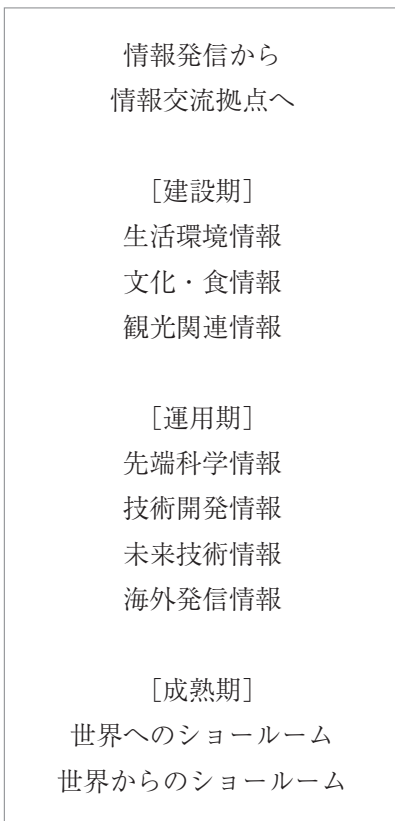 情報発信から
情報交流拠点へ
［建設期］
生活環境情報
文化・食情報
観光関連情報
［運用期］
先端科学情報
技術開発情報
未来技術情報
海外発信情報
［成熟期］
世界へのショールーム
世界からのショールーム